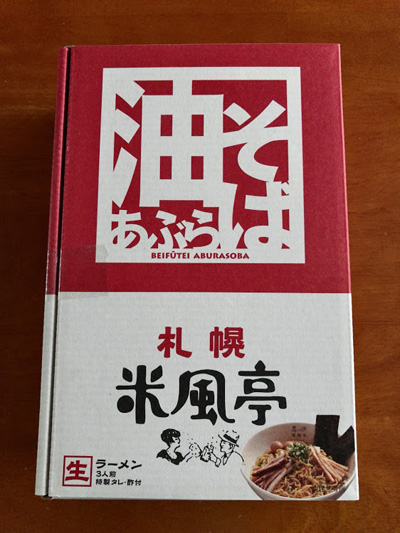 油そば
あぶら
BEIFŪTEI ABURASOBA
札幌
米風亭
生
ラーメン
3人前
特製タレ・酢付